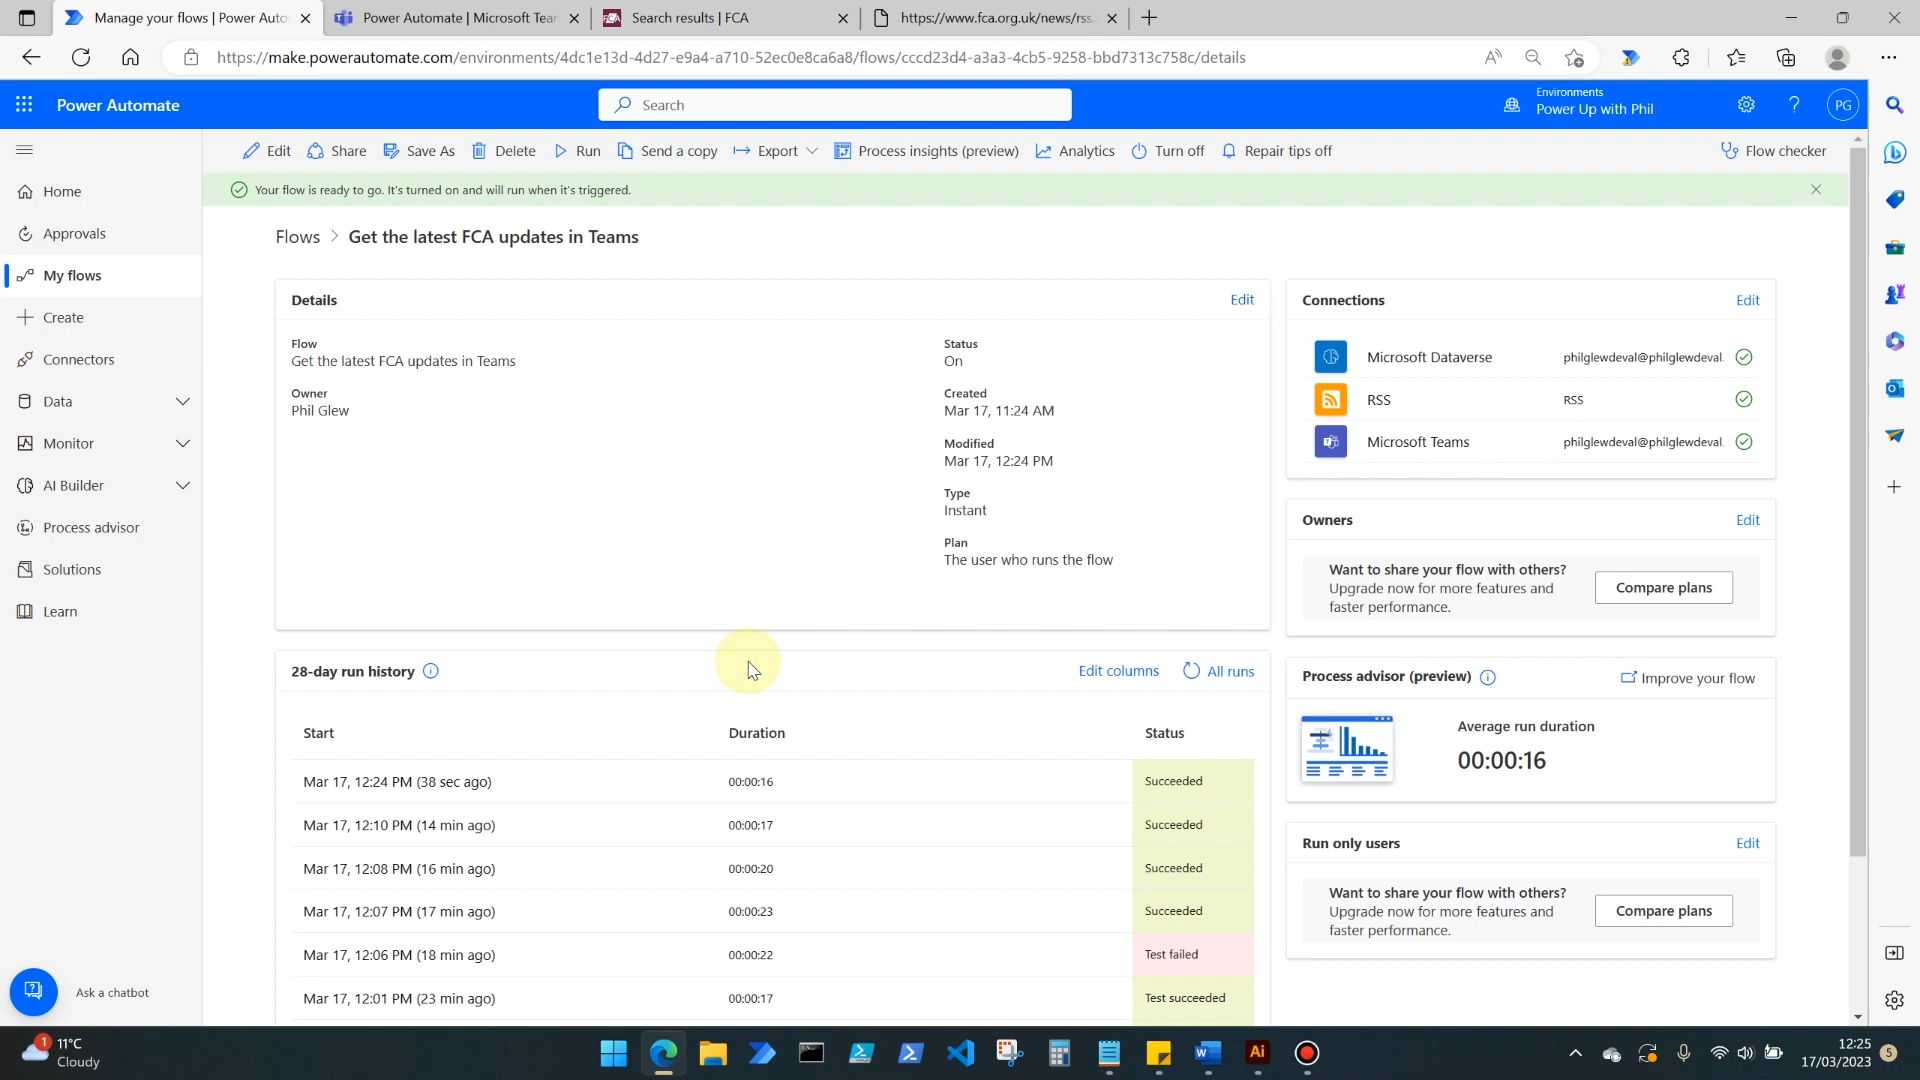 Manage your flows | Power Auto
Power Automate | Microsoft Tear
FCA
Search results | FCA
https://www.fca.org.uk/news/rss.
https://make.powerautomate.com/environments/4dc1e13d-4d27-e9a4-a710-52ec0e8ca6a8/flows/cccd23d4-a3a3-4cb5-9258-bbd7313c758c/details
Power Automate
Search
Environments
Power Up with Phil
?
PG
Edit
Share
Save As
Delete
Run
Send a copy
Export
Process insights (preview)
Analytics
Turn off
Repair tips off
Flow checker
Your flow is ready to go. It's turned on and will run when it's triggered.
Home
Approvals
My flows
Create
Connectors
Data
Monitor
AI Builder
Process advisor
Solutions
Learn
Ask a chatbot
Flows > Get the latest FCA updates in Teams
Details
Edit
Flow
Get the latest FCA updates in Teams
Owner
Phil Glew
Status
On
Created
Mar 17, 11:24 AM
Modified
Mar 17, 12:24 PM
Type
Instant
Plan
The user who runs the flow
28-day run history
Edit columns
All runs
Start Duration Status
Mar 17, 12:24 PM (38 sec ago) 00:00:16 Succeeded
Mar 17, 12:10 PM (14 min ago) 00:00:17 Succeeded
Mar 17, 12:08 PM (16 min ago) 00:00:20 Succeeded
Mar 17, 12:07 PM (17 min ago) 00:00:23 Succeeded
Mar 17, 12:06 PM (18 min ago) 00:00:22 Test failed
Mar 17, 12:01 PM (23 min ago) 00:00:17 Test succeeded
Connections
Edit
Microsoft Dataverse philglewdeval@philglewdeval.
RSS RSS
Microsoft Teams philglewdeval@philglewdeval.
Owners
Edit
Want to share your flow with others?
Upgrade now for more features and
faster performance.
Compare plans
Process advisor (preview)
Improve your flow
Average run duration
00:00:16
Run only users
Edit
Want to share your flow with others?
Upgrade now for more features and
faster performance.
Compare plans
1
11°C
Cloudy
Ai
12:25
17/03/2023
5